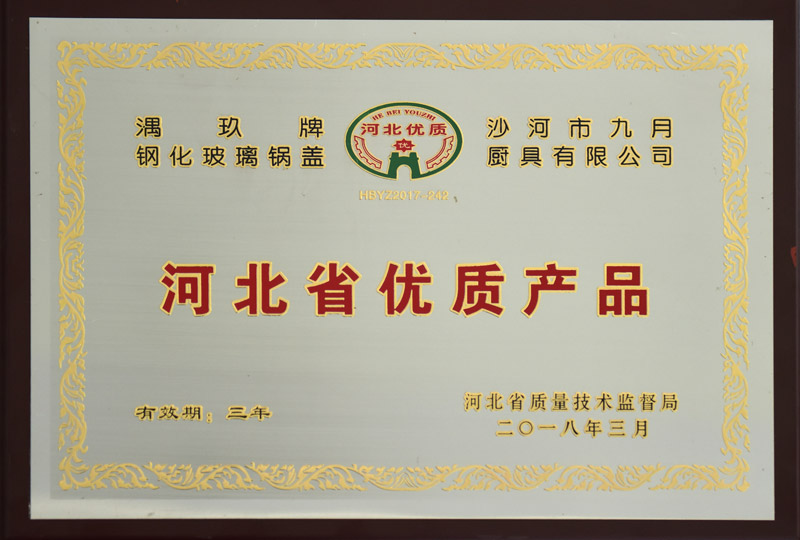 湡玖牌
钢化玻璃锅盖
HE BEI YOUZHI
河北优质
沙河市九月
厨具有限公司
HBYZ2017-242
河北省优质产品
有效期：三年
河北省质量技术监督局
二〇一八年三月